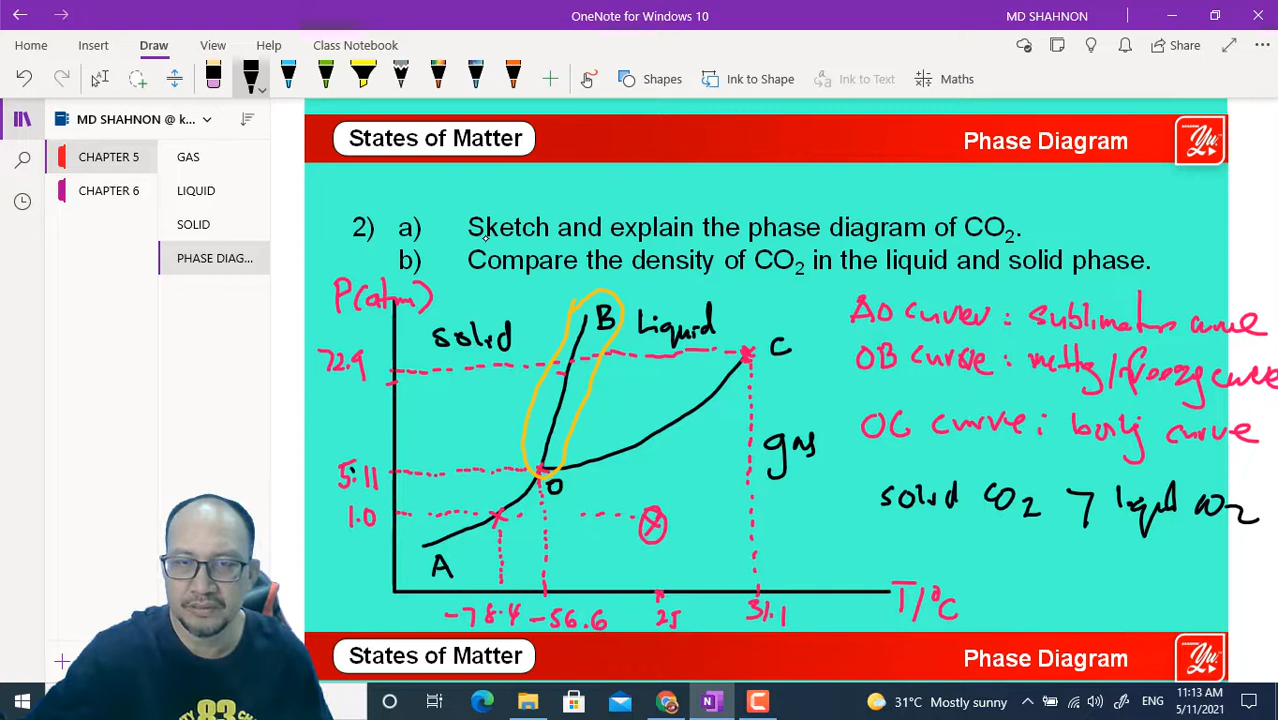 OneNote for Windows 10
MD SHAHNON
Home Insert Draw View Help Class Notebook
Share
Shapes
Ink to Shape
Ink to Text
Maths
MD SHAHNON @ k...
CHAPTER 5
CHAPTER 6
GAS
LIQUID
SOLID
PHASE DIAG...
States of Matter
Phase Diagram
2) a) Sketch and explain the phase diagram of CO₂.
b) Compare the density of CO₂ in the liquid and solid phase.
P(atm)
solid
B
Liquid
72.9
C
AO curve : sublimation curve
OB curve : melting/freezing curve
OC curve : boiling curve
gas
5.11
O
1.0
A
solid CO2 > liquid CO2
-78.4 -56.6 25 31.1
T/°C
States of Matter
Phase Diagram
83
31°C Mostly sunny
ENG
11:13 AM
5/11/2021